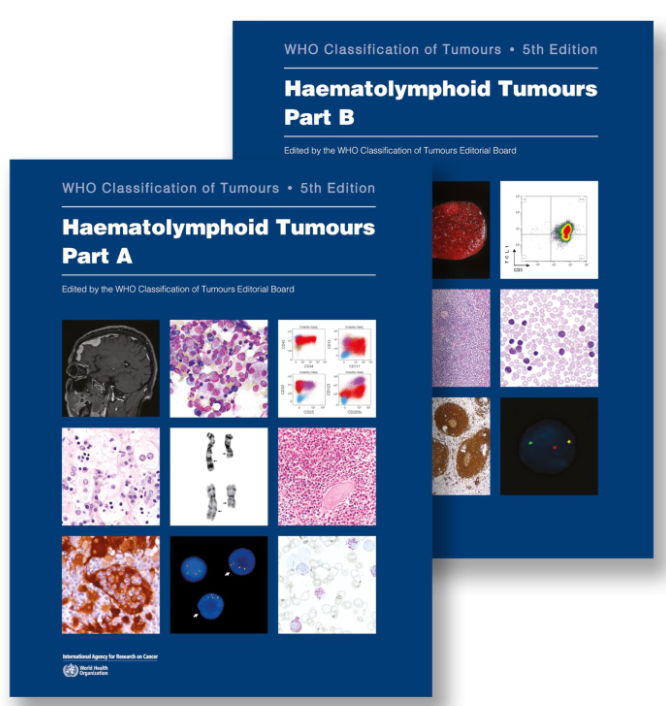 WHO Classification of Tumours • 5th Edition
Haematolymphoid Tumours
Part B
Edited by the WHO Classification of Tumours Editorial Board
WHO Classification of Tumours • 5th Edition
Haematolymphoid Tumours
Part A
Edited by the WHO Classification of Tumours Editorial Board
TCL1
CD34
CD117
International Agency for Research on Cancer
World Health
Organization